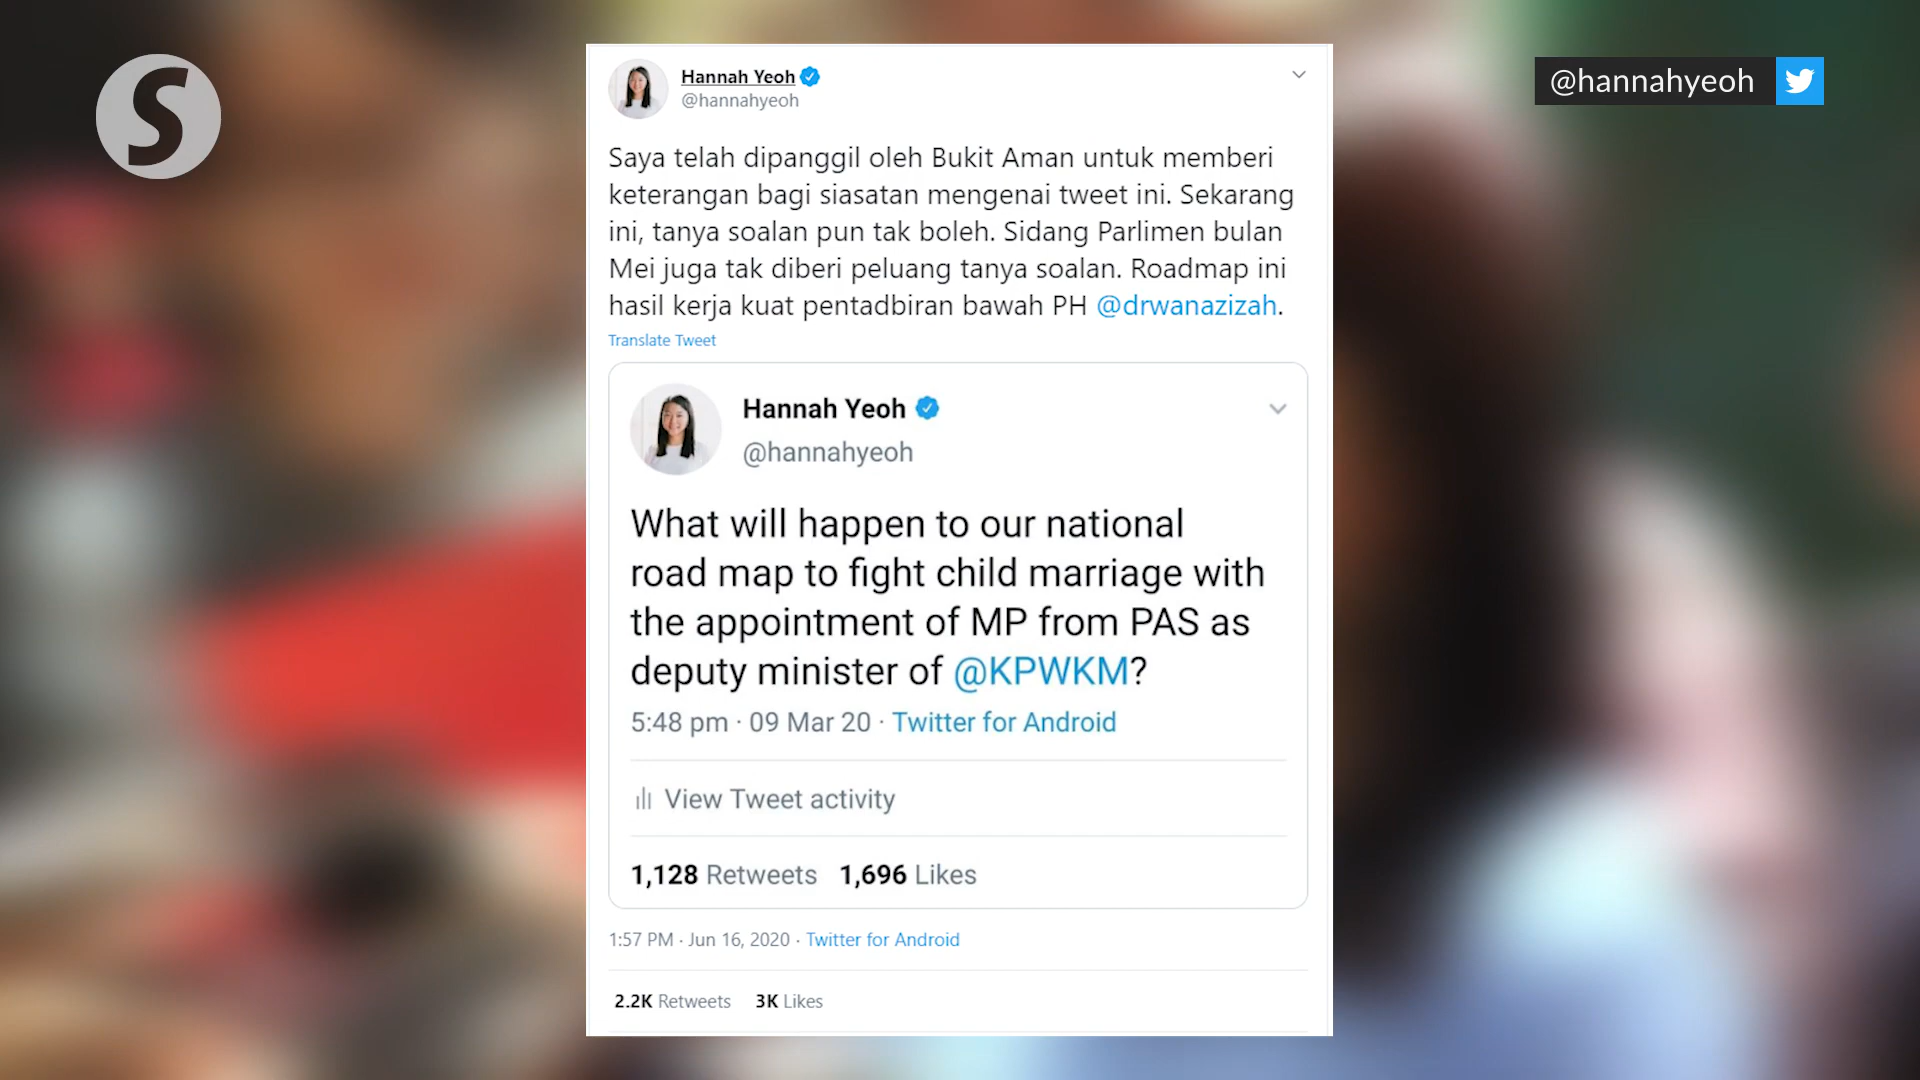 S
@hannahyeoh
Hannah Yeoh
@hannahyeoh
Saya telah dipanggil oleh Bukit Aman untuk memberi
keterangan bagi siasatan mengenai tweet ini. Sekarang
ini, tanya soalan pun tak boleh. Sidang Parlimen bulan
Mei juga tak diberi peluang tanya soalan. Roadmap ini
hasil kerja kuat pentadbiran bawah PH @drwanazizah.
Translate Tweet
Hannah Yeoh
@hannahyeoh
What will happen to our national
road map to fight child marriage with
the appointment of MP from PAS as
deputy minister of @KPWKM?
5:48 pm · 09 Mar 20 · Twitter for Android
View Tweet activity
1,128 Retweets 1,696 Likes
1:57 PM · Jun 16, 2020 · Twitter for Android
2.2K Retweets 3K Likes